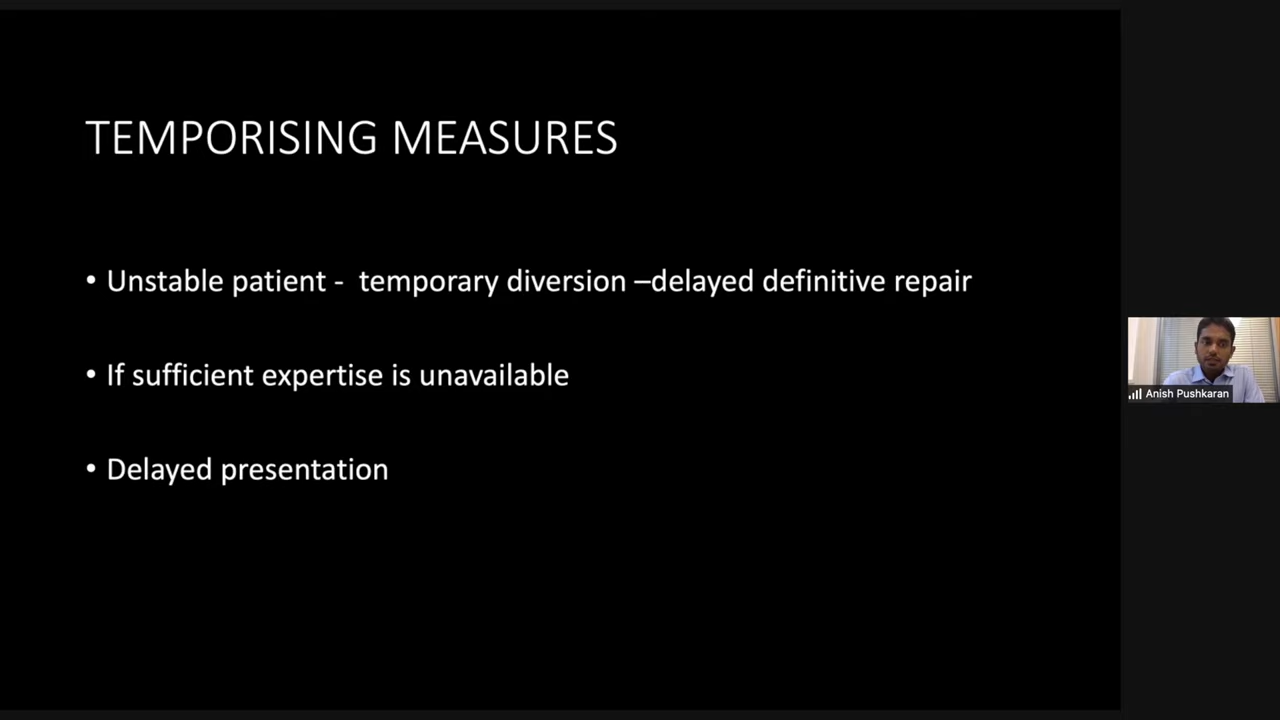 TEMPORISING MEASURES
• Unstable patient -  temporary diversion –delayed definitive repair
• If sufficient expertise is unavailable
• Delayed presentation
Anish Pushkaran